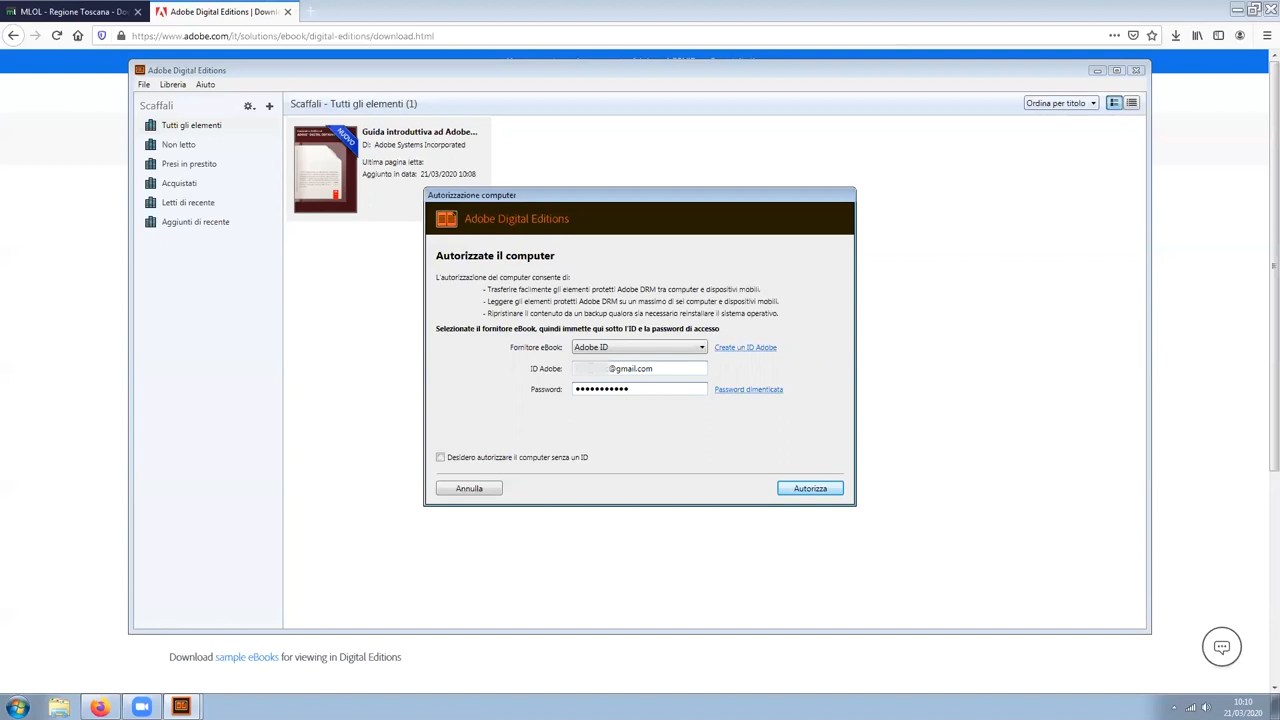 MLOL - Regione Toscana - Do
Adobe Digital Editions | Downl
https://www.adobe.com/it/solutions/ebook/digital-editions/download.html
Adobe Digital Editions
File Libreria Aiuto
Scaffali
Scaffali - Tutti gli elementi (1)
Ordina per titolo
Tutti gli elementi
Non letto
Presi in prestito
Acquistati
Letti di recente
Aggiunti di recente
NUOVO
Guida introduttiva ad Adobe...
Di: Adobe Systems Incorporated
Ultima pagina letta:
Aggiunto in data: 21/03/2020 10:08
Autorizzazione computer
Adobe Digital Editions
Autorizzate il computer
L'autorizzazione del computer consente di:
- Trasferire facilmente gli elementi protetti Adobe DRM tra computer e dispositivi mobili.
- Leggere gli elementi protetti Adobe DRM su un massimo di sei computer e dispositivi mobili.
- Ripristinare il contenuto da un backup qualora sia necessario reinstallare il sistema operativo.
Selezionate il fornitore eBook, quindi immette qui sotto l'ID e la password di accesso
Fornitore eBook: Adobe ID Create un ID Adobe
ID Adobe: @gmail.com
Password: ••••••••••• Password dimenticata
Desidero autorizzare il computer senza un ID
Annulla
Autorizza
Download sample eBooks for viewing in Digital Editions
10:10
21/03/2020